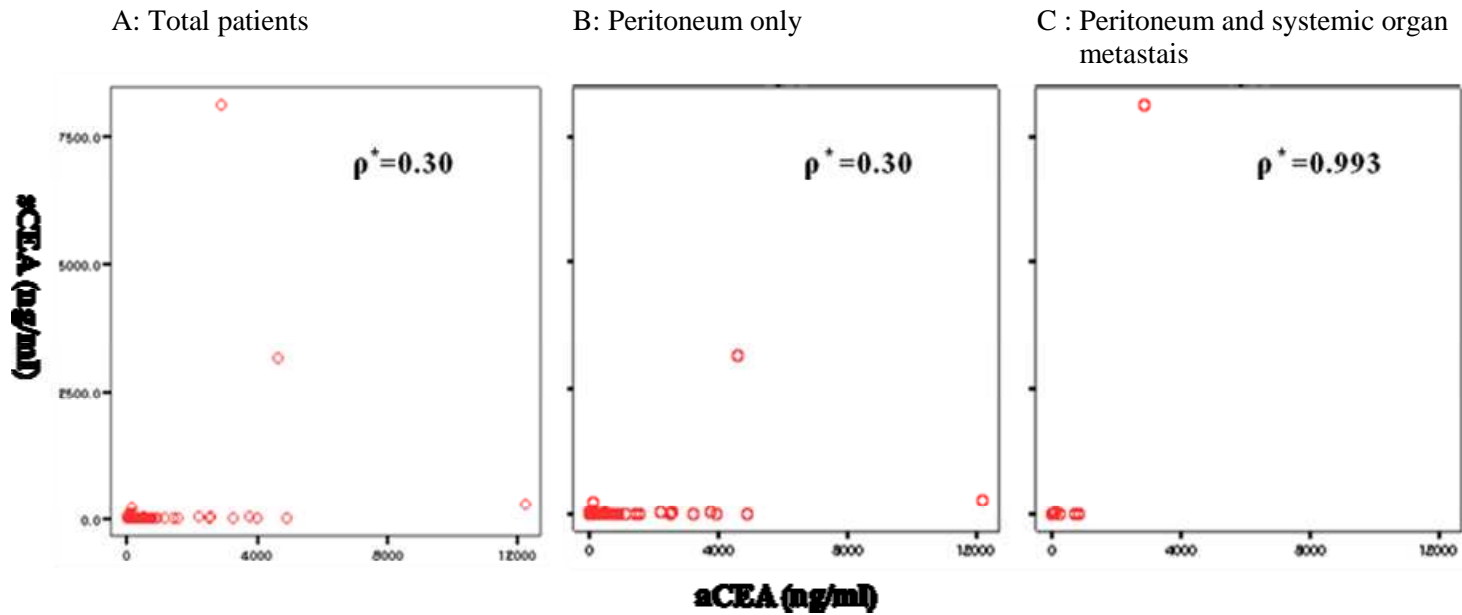 A: Total patients
B: Peritoneum only
C : Peritoneum and systemic organ
metastais
ρ*=0.30
ρ*=0.30
ρ*=0.993
sCEA (ng/ml)
7500.0
5000.0
2500.0
0.0
0 4000 8000 12000
0 4000 8000 12000
0 4000 8000 12000
aCEA (ng/ml)